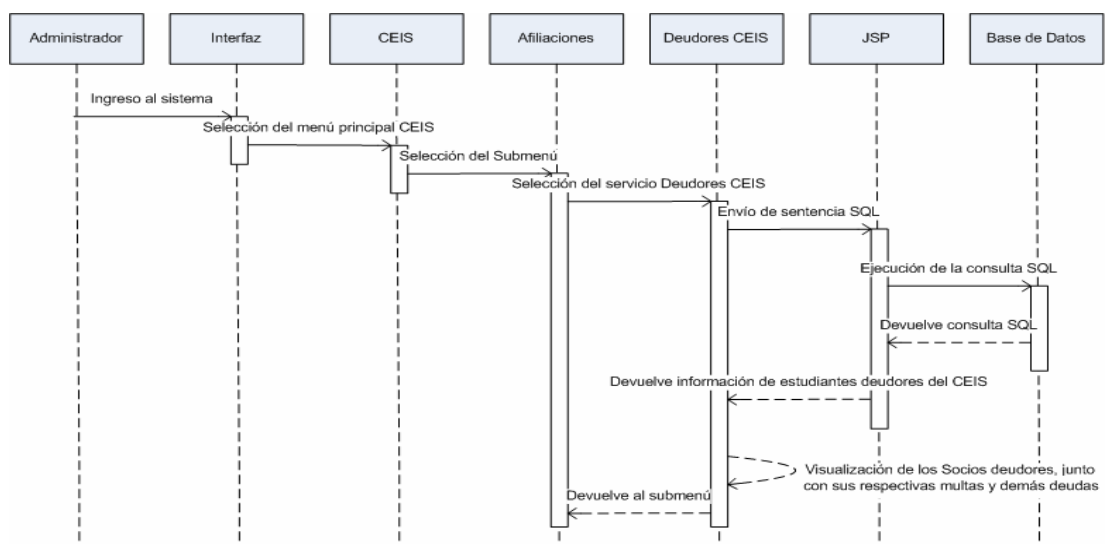 Administrador
Interfaz
CEIS
Afiliaciones
Deudores CEIS
JSP
Base de Datos
Ingreso al sistema
Selección del menú principal CEIS
Selección del Submenú
Selección del servicio Deudores CEIS
Envío de sentencia SQL
Ejecución de la consulta SQL
Devuelve consulta SQL
Devuelve información de estudiantes deudores del CEIS
Visualización de los Socios deudores, junto
con sus respectivas multas y demás deudas
Devuelve al submenú